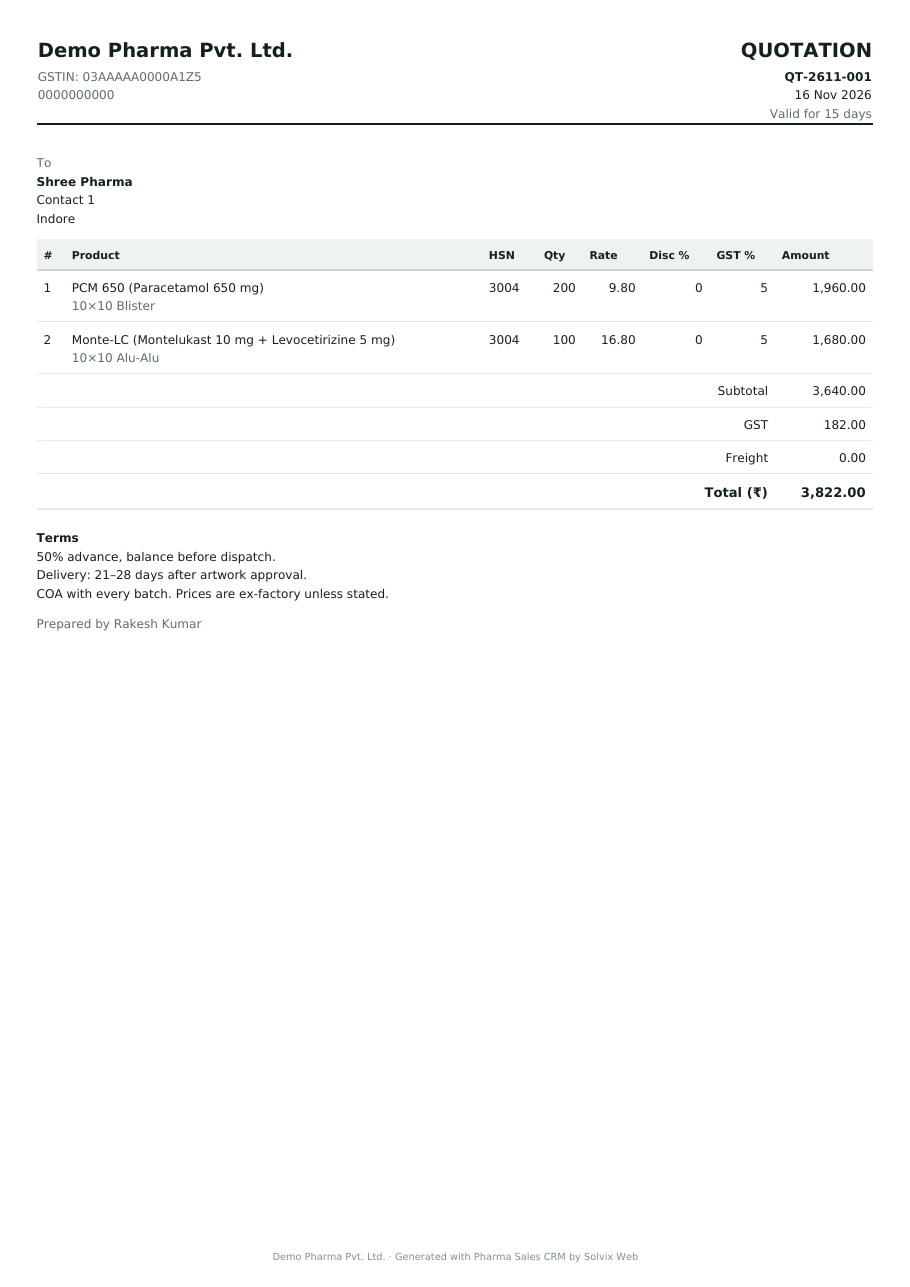 Demo Pharma Pvt. Ltd.
GSTIN: 03AAAAA0000A1Z5
0000000000
QUOTATION
QT-2611-001
16 Nov 2026
Valid for 15 days
To
Shree Pharma
Contact 1
Indore
# Product HSN Qty Rate Disc % GST % Amount
1 PCM 650 (Paracetamol 650 mg) 3004 200 9.80 0 5 1,960.00
10×10 Blister
2 Monte-LC (Montelukast 10 mg + Levocetirizine 5 mg) 3004 100 16.80 0 5 1,680.00
10×10 Alu-Alu
Subtotal 3,640.00
GST 182.00
Freight 0.00
Total (₹) 3,822.00
Terms
50% advance, balance before dispatch.
Delivery: 21–28 days after artwork approval.
COA with every batch. Prices are ex-factory unless stated.
Prepared by Rakesh Kumar
Demo Pharma Pvt. Ltd. · Generated with Pharma Sales CRM by Solvix Web